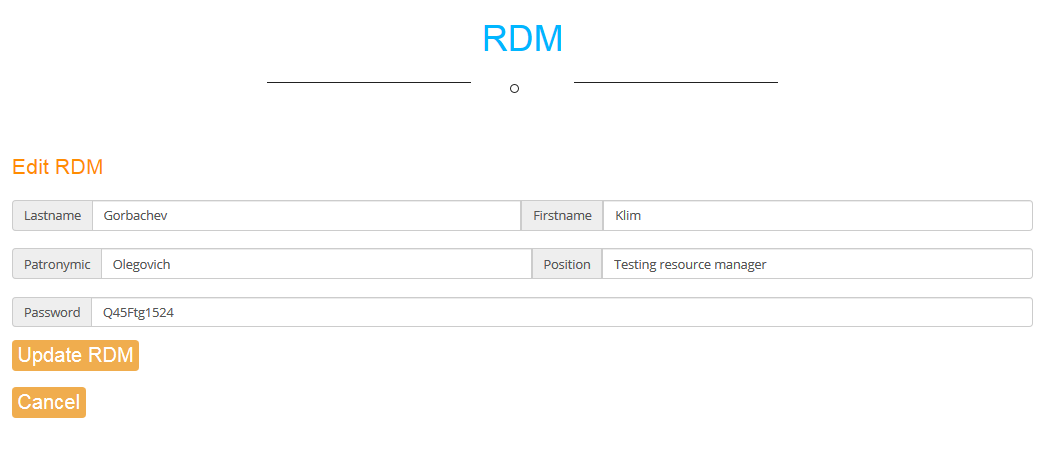 RDM
Edit RDM
Lastname Gorbachev Firstname Klim
Patronymic Olegovich Position Testing resource manager
Password Q45Ftg1524
Update RDM
Cancel